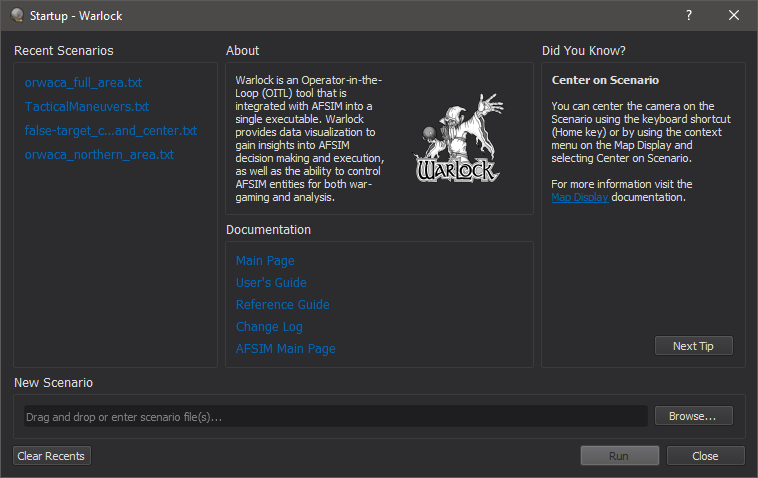 Startup - Warlock
?
Recent Scenarios
orwaca_full_area.txt
TacticalManeuvers.txt
false-target_c...and_center.txt
orwaca_northern_area.txt
About
Warlock is an Operator-in-the-
Loop (OITL) tool that is
integrated with AFSIM into a
single executable. Warlock
provides data visualization to
gain insights into AFSIM
decision making and execution,
as well as the ability to control
AFSIM entities for both war-
gaming and analysis.
WARLOCK
Documentation
Main Page
User's Guide
Reference Guide
Change Log
AFSIM Main Page
Did You Know?
Center on Scenario
You can center the camera on the
Scenario using the keyboard shortcut
(Home key) or by using the context
menu on the Map Display and
selecting Center on Scenario.
For more information visit the
Map Display documentation.
Next Tip
New Scenario
Drag and drop or enter scenario file(s)...
Browse...
Clear Recents
Run
Close